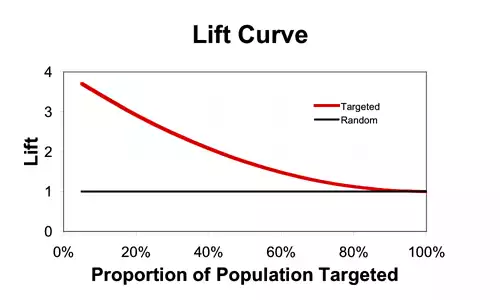 Lift Curve
4
3
2
1
0
Lift
Targeted
Random
0% 20% 40% 60% 80% 100%
Proportion of Population Targeted